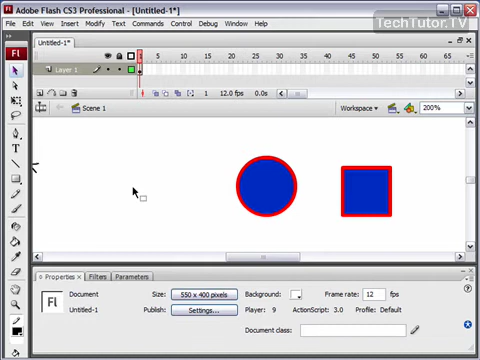 Adobe Flash CS3 Professional - [Untitled-1*]
TechTutor.TV
File Edit View Insert Modify Text Commands Control Debug Window Help
Untitled-1*
Fl
5 10 15 20 25 30 35 40 45 50 55 60 65
Layer 1
1 12.0 fps 0.0s
Scene 1 Workspace 200%
T
Properties Filters Parameters
Fl Document Size: 550 x 400 pixels Background: Frame rate: 12 fps
Untitled-1 Publish: Settings... Player: 9 ActionScript: 3.0 Profile: Default
Document class: